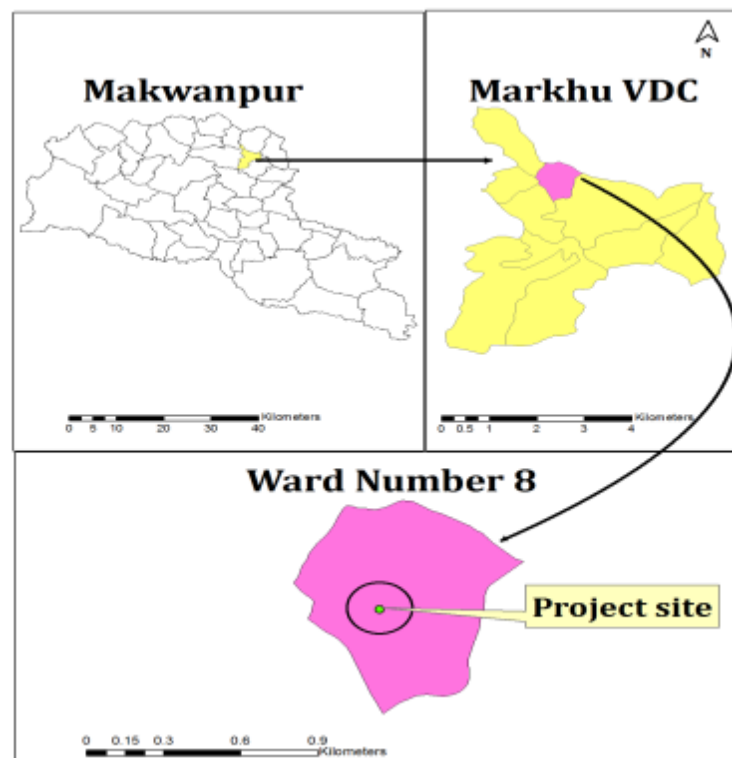 N
Makwanpur
Markhu VDC
Kilometers
0 5 10 20 30 40
Kilometers
0 0.5 1 2 3 4
Ward Number 8
Project site
0 0.15 0.3 0.6 0.9
Kilometers